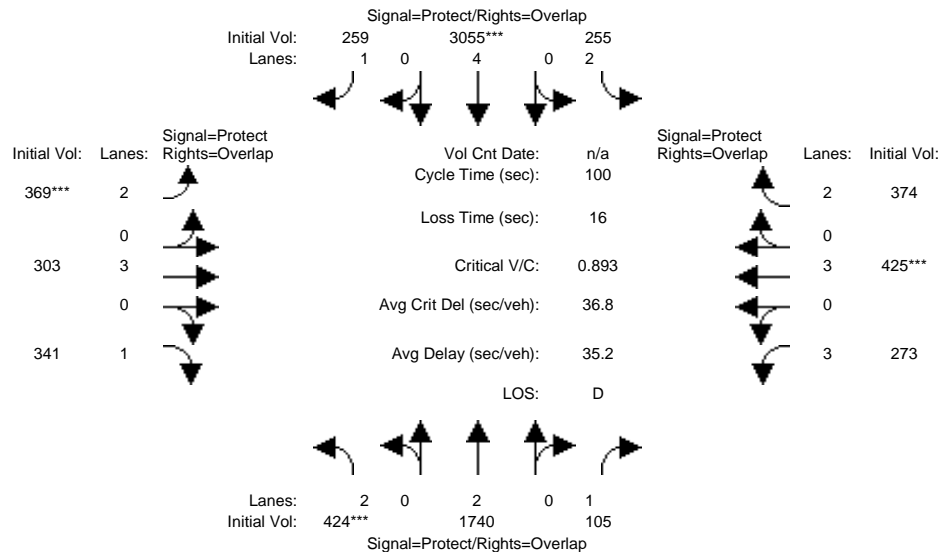 Signal=Protect/Rights=Overlap
Initial Vol: 259 3055*** 255
Lanes: 1 0 4 0 2
Signal=Protect Signal=Protect
Initial Vol: Lanes: Rights=Overlap Vol Cnt Date: n/a Rights=Overlap Lanes: Initial Vol:
Cycle Time (sec): 100
369*** 2 2 374
Loss Time (sec): 16
0 0
303 3 Critical V/C: 0.893 3 425***
0 Avg Crit Del (sec/veh): 36.8 0
341 1 Avg Delay (sec/veh): 35.2 3 273
LOS: D
Lanes: 2 0 2 0 1
Initial Vol: 424*** 1740 105
Signal=Protect/Rights=Overlap